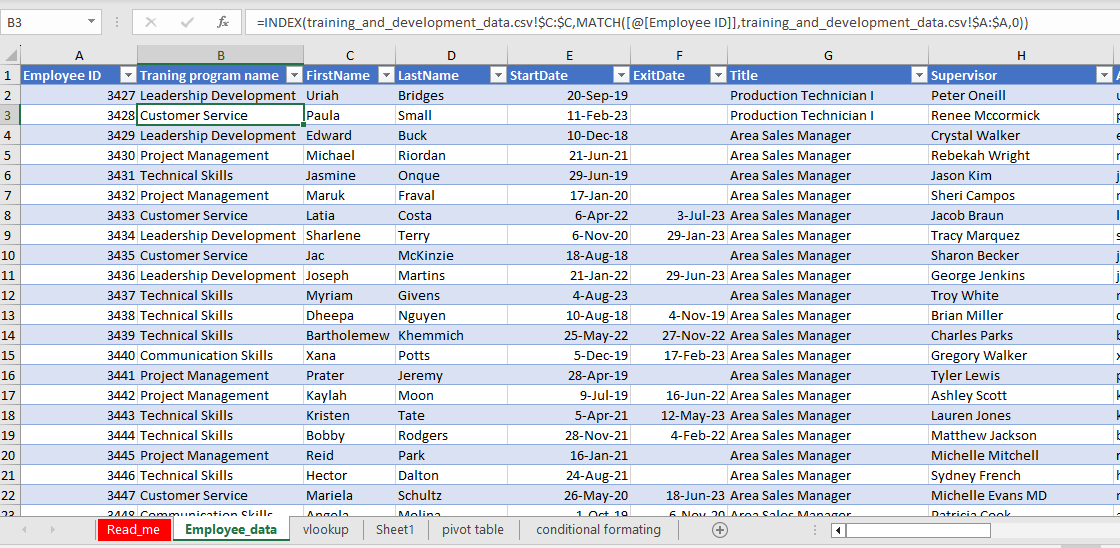 B3 fx =INDEX(training_and_development_data.csv!$C:$C,MATCH([@[Employee ID]],training_and_development_data.csv!$A:$A,0))
A B C D E F G H
1 Employee ID Traning program name FirstName LastName StartDate ExitDate Title Supervisor
2 3427 Leadership Development Uriah Bridges 20-Sep-19 Production Technician I Peter Oneill
3 3428 Customer Service Paula Small 11-Feb-23 Production Technician I Renee Mccormick
4 3429 Leadership Development Edward Buck 10-Dec-18 Area Sales Manager Crystal Walker
5 3430 Project Management Michael Riordan 21-Jun-21 Area Sales Manager Rebekah Wright
6 3431 Technical Skills Jasmine Onque 29-Jun-19 Area Sales Manager Jason Kim
7 3432 Project Management Maruk Fraval 17-Jan-20 Area Sales Manager Sheri Campos
8 3433 Customer Service Latia Costa 6-Apr-22 3-Jul-23 Area Sales Manager Jacob Braun
9 3434 Leadership Development Sharlene Terry 6-Nov-20 29-Jan-23 Area Sales Manager Tracy Marquez
10 3435 Customer Service Jac McKinzie 18-Aug-18 Area Sales Manager Sharon Becker
11 3436 Leadership Development Joseph Martins 21-Jan-22 29-Jun-23 Area Sales Manager George Jenkins
12 3437 Technical Skills Myriam Givens 4-Aug-23 Area Sales Manager Troy White
13 3438 Technical Skills Dheepa Nguyen 10-Aug-18 4-Nov-19 Area Sales Manager Brian Miller
14 3439 Technical Skills Bartholemew Khemmich 25-May-22 27-Nov-22 Area Sales Manager Charles Parks
15 3440 Communication Skills Xana Potts 5-Dec-19 17-Feb-23 Area Sales Manager Gregory Walker
16 3441 Project Management Prater Jeremy 28-Apr-19 Area Sales Manager Tyler Lewis
17 3442 Project Management Kaylah Moon 9-Jul-19 16-Jun-22 Area Sales Manager Ashley Scott
18 3443 Technical Skills Kristen Tate 5-Apr-21 12-May-23 Area Sales Manager Lauren Jones
19 3444 Technical Skills Bobby Rodgers 28-Nov-21 4-Feb-22 Area Sales Manager Matthew Jackson
20 3445 Project Management Reid Park 16-Jan-21 Area Sales Manager Michelle Mitchell
21 3446 Technical Skills Hector Dalton 24-Aug-21 Area Sales Manager Sydney French
22 3447 Customer Service Mariela Schultz 26-May-20 18-Jun-23 Area Sales Manager Michelle Evans MD
23 3448 Communication Skills Angela Molina 1-Oct-19 6-Nov-20 Area Sales Manager Patricia Cook
Read_me Employee_data vlookup Sheet1 pivot table conditional formating